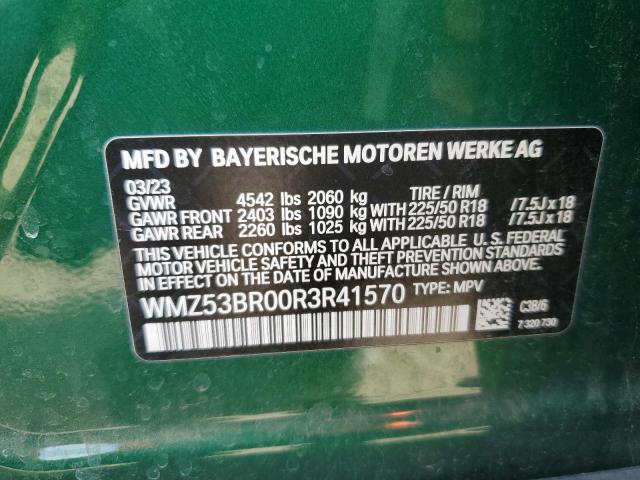 MFD BY BAYERISCHE MOTOREN WERKE AG
03/23 TIRE / RIM
GVWR 4542 lbs 2060 kg
GAWR FRONT 2403 lbs 1090 kg WITH 225/50 R18 /7.5J x 18
GAWR REAR 2260 lbs 1025 kg WITH 225/50 R18 /7.5J x 18
THIS VEHICLE CONFORMS TO ALL APPLICABLE U. S. FEDERAL
MOTOR VEHICLE SAFETY AND THEFT PREVENTION STANDARDS
IN EFFECT ON THE DATE OF MANUFACTURE SHOWN ABOVE.
WMZ53BR00R3R41570 TYPE: MPV
C3B/6
7 320 730